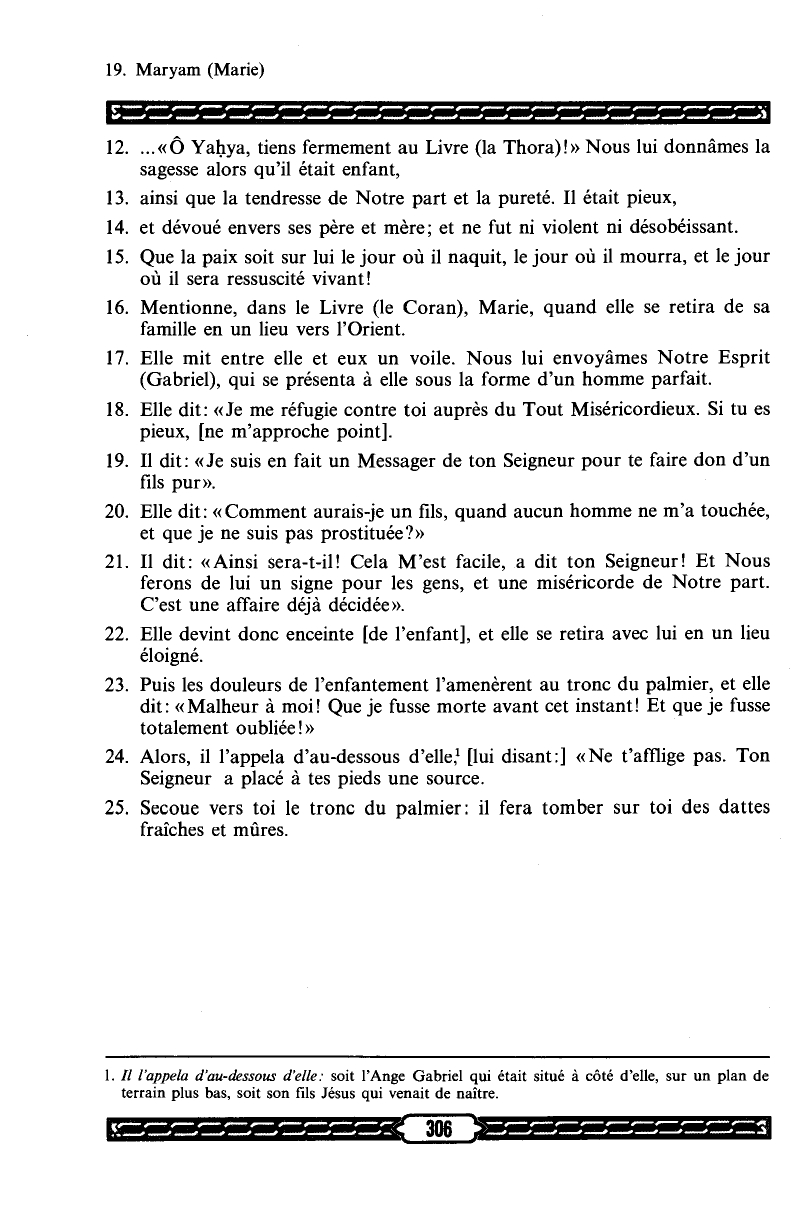 19. Maryam (Marie)
12. ...«Ô Yaḥya, tiens fermement au Livre (la Thora)!» Nous lui donnâmes la
sagesse alors qu'il était enfant,
13. ainsi que la tendresse de Notre part et la pureté. Il était pieux,
14. et dévoué envers ses père et mère; et ne fut ni violent ni désobéissant.
15. Que la paix soit sur lui le jour où il naquit, le jour où il mourra, et le jour
où il sera ressuscité vivant!
16. Mentionne, dans le Livre (le Coran), Marie, quand elle se retira de sa
famille en un lieu vers l'Orient.
17. Elle mit entre elle et eux un voile. Nous lui envoyâmes Notre Esprit
(Gabriel), qui se présenta à elle sous la forme d'un homme parfait.
18. Elle dit: «Je me réfugie contre toi auprès du Tout Miséricordieux. Si tu es
pieux, [ne m'approche point].
19. Il dit: «Je suis en fait un Messager de ton Seigneur pour te faire don d'un
fils pur».
20. Elle dit: «Comment aurais-je un fils, quand aucun homme ne m'a touchée,
et que je ne suis pas prostituée?»
21. Il dit: «Ainsi sera-t-il! Cela M'est facile, a dit ton Seigneur! Et Nous
ferons de lui un signe pour les gens, et une miséricorde de Notre part.
C'est une affaire déjà décidée».
22. Elle devint donc enceinte [de l'enfant], et elle se retira avec lui en un lieu
éloigné.
23. Puis les douleurs de l'enfantement l'amenèrent au tronc du palmier, et elle
dit: «Malheur à moi! Que je fusse morte avant cet instant! Et que je fusse
totalement oubliée!»
24. Alors, il l'appela d'au-dessous d'elle,¹ [lui disant:] «Ne t'afflige pas. Ton
Seigneur a placé à tes pieds une source.
25. Secoue vers toi le tronc du palmier: il fera tomber sur toi des dattes
fraîches et mûres.
1. Il l'appela d'au-dessous d'elle: soit l'Ange Gabriel qui était situé à côté d'elle, sur un plan de
terrain plus bas, soit son fils Jésus qui venait de naître.
306